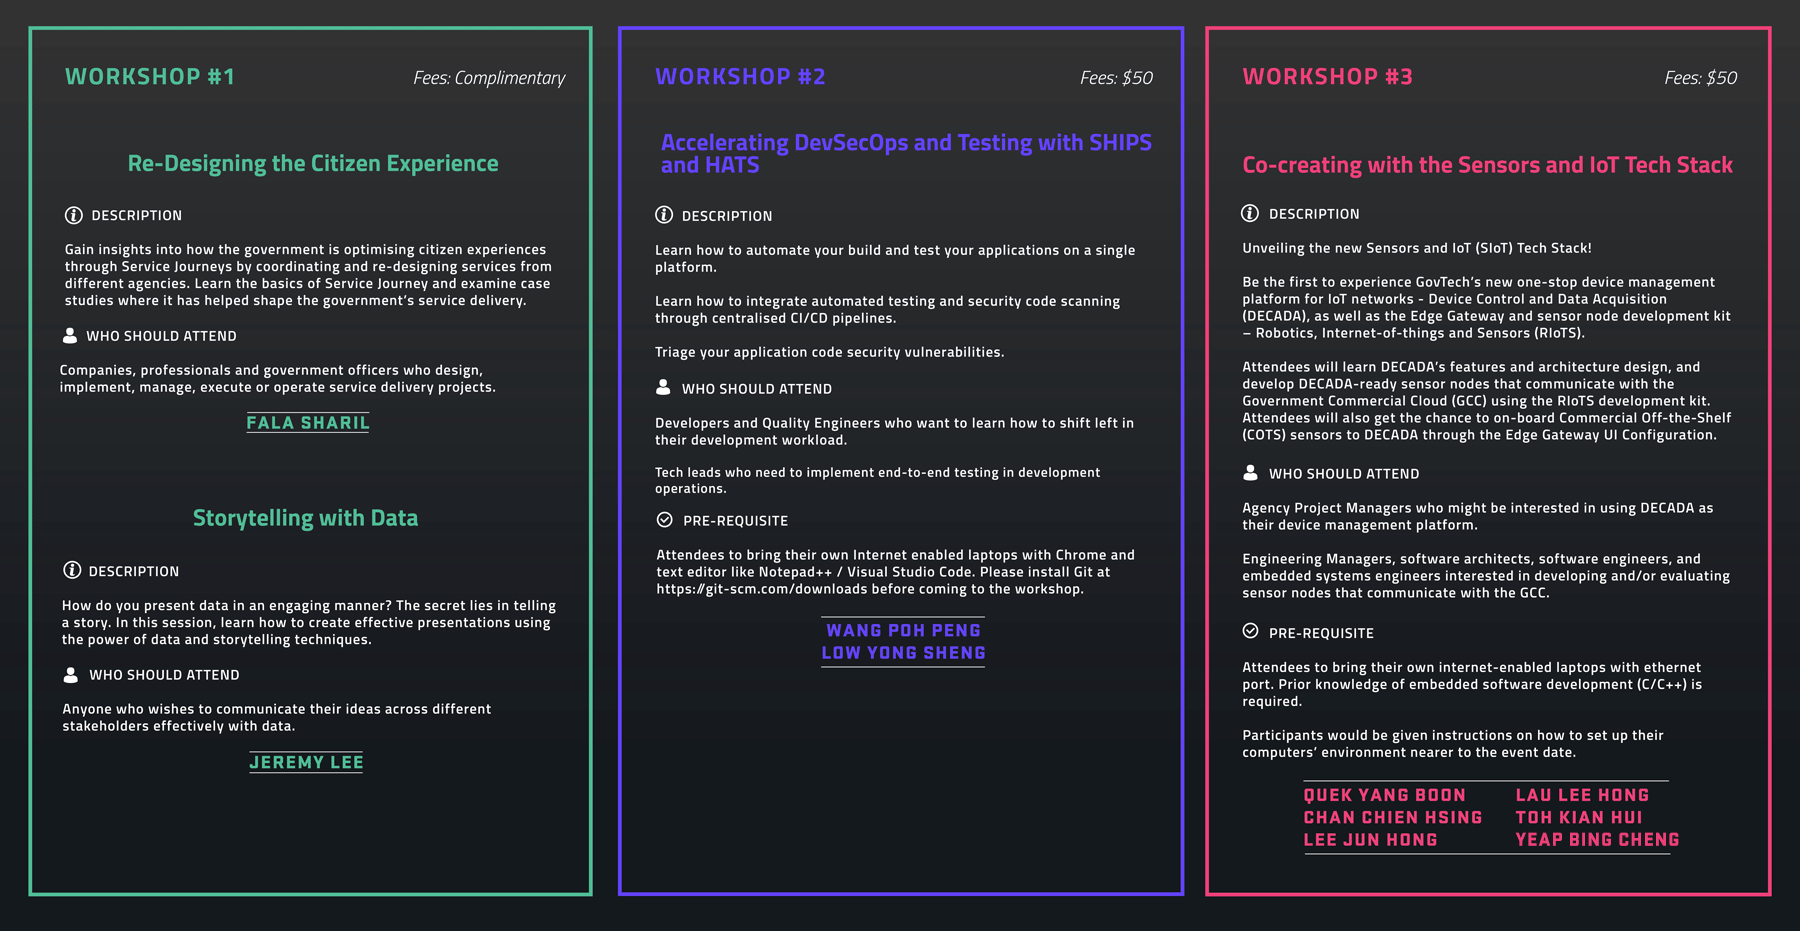 WORKSHOP #1
Fees: Complimentary
Re-Designing the Citizen Experience
DESCRIPTION
Gain insights into how the government is optimising citizen experiences
through Service Journeys by coordinating and re-designing services from
different agencies. Learn the basics of Service Journey and examine case
studies where it has helped shape the government's service delivery.
WHO SHOULD ATTEND
Companies, professionals and government officers who design,
implement, manage, execute or operate service delivery projects.
FALA SHARIL
Storytelling with Data
DESCRIPTION
How do you present data in an engaging manner? The secret lies in telling
a story. In this session, learn how to create effective presentations using
the power of data and storytelling techniques.
WHO SHOULD ATTEND
Anyone who wishes to communicate their ideas across different
stakeholders effectively with data.
JEREMY LEE
WORKSHOP #2
Fees: $50
Accelerating DevSecOps and Testing with SHIPS
and HATS
DESCRIPTION
Learn how to automate your build and test your applications on a single
platform.
Learn how to integrate automated testing and security code scanning
through centralised CI/CD pipelines.
Triage your application code security vulnerabilities.
WHO SHOULD ATTEND
Developers and Quality Engineers who want to learn how to shift left in
their development workload.
Tech leads who need to implement end-to-end testing in development
operations.
PRE-REQUISITE
Attendees to bring their own Internet enabled laptops with Chrome and
text editor like Notepad++ / Visual Studio Code. Please install Git at
https://git-scm.com/downloads before coming to the workshop.
WANG POH PENG
LOW YONG SHENG
WORKSHOP #3
Fees: $50
Co-creating with the Sensors and IoT Tech Stack
DESCRIPTION
Unveiling the new Sensors and IoT (SIoT) Tech Stack!
Be the first to experience GovTech's new one-stop device management
platform for IoT networks - Device Control and Data Acquisition
(DECADA), as well as the Edge Gateway and sensor node development kit
– Robotics, Internet-of-things and Sensors (RIoTS).
Attendees will learn DECADA's features and architecture design, and
develop DECADA-ready sensor nodes that communicate with the
Government Commercial Cloud (GCC) using the RIoTS development kit.
Attendees will also get the chance to on-board Commercial Off-the-Shelf
(COTS) sensors to DECADA through the Edge Gateway UI Configuration.
WHO SHOULD ATTEND
Agency Project Managers who might be interested in using DECADA as
their device management platform.
Engineering Managers, software architects, software engineers, and
embedded systems engineers interested in developing and/or evaluating
sensor nodes that communicate with the GCC.
PRE-REQUISITE
Attendees to bring their own internet-enabled laptops with ethernet
port. Prior knowledge of embedded software development (C/C++) is
required.
Participants would be given instructions on how to set up their
computers' environment nearer to the event date.
QUEK YANG BOON
CHAN CHIEN HSING
LEE JUN HONG
LAU LEE HONG
TOH KIAN HUI
YEAP BING CHENG